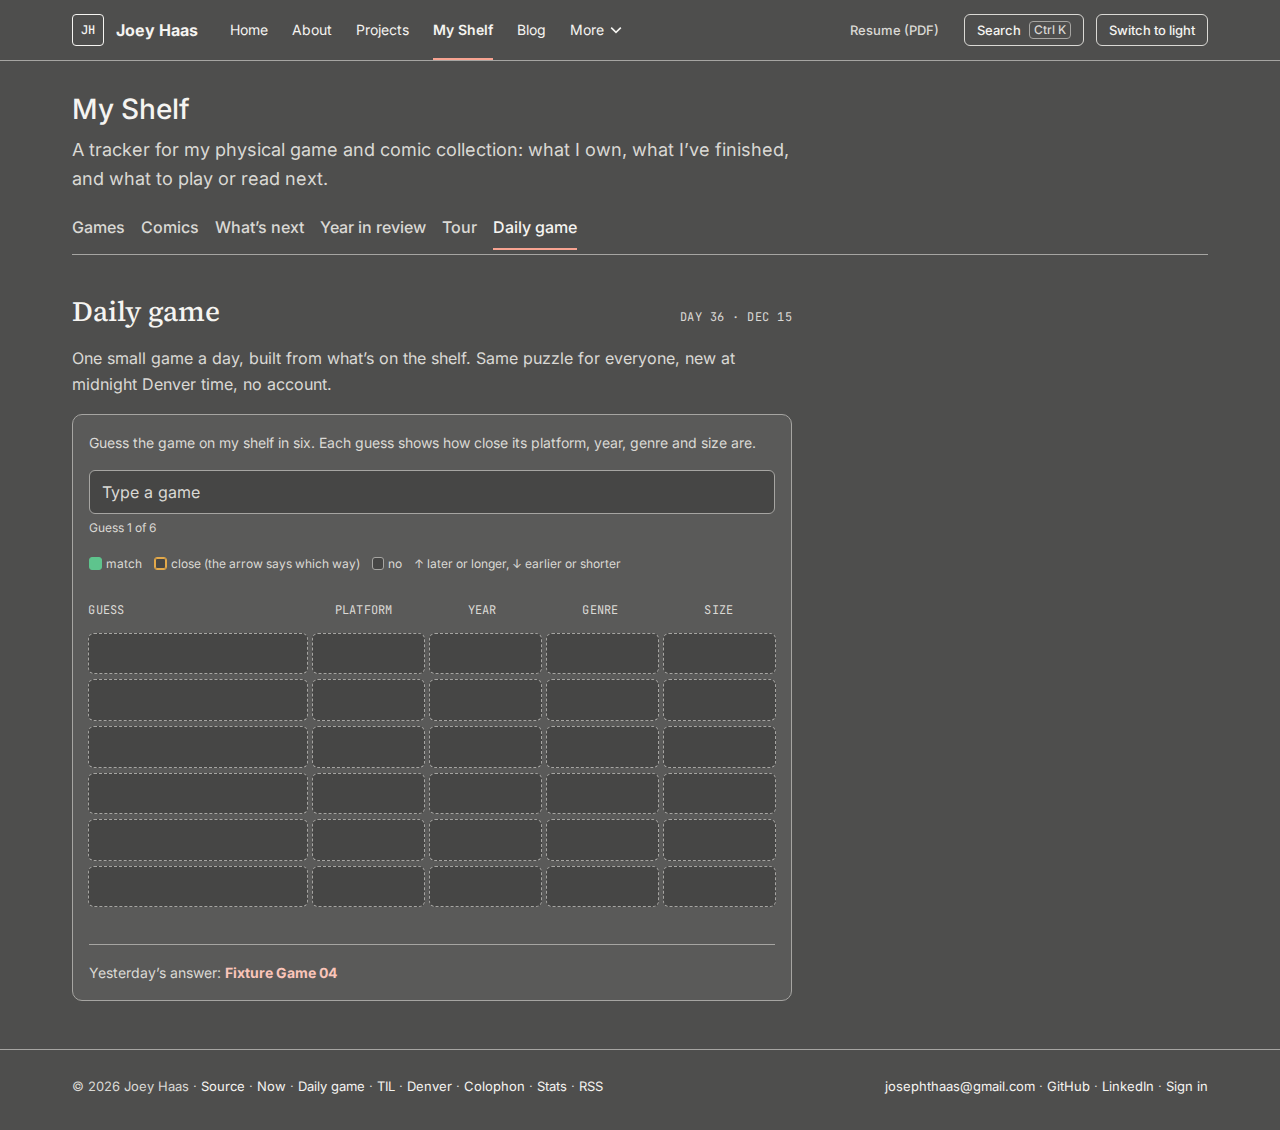 JH Joey Haas Home About Projects My Shelf Blog More Resume (PDF) Search Ctrl K Switch to light
My Shelf
A tracker for my physical game and comic collection: what I own, what I’ve finished,
and what to play or read next.
Games Comics What’s next Year in review Tour Daily game
Daily game DAY 36 · DEC 15
One small game a day, built from what’s on the shelf. Same puzzle for everyone, new at
midnight Denver time, no account.
Guess the game on my shelf in six. Each guess shows how close its platform, year, genre and size are.
Type a game
Guess 1 of 6
match close (the arrow says which way) no ↑ later or longer, ↓ earlier or shorter
GUESS PLATFORM YEAR GENRE SIZE
Yesterday’s answer: Fixture Game 04
© 2026 Joey Haas · Source · Now · Daily game · TIL · Denver · Colophon · Stats · RSS josephthaas@gmail.com · GitHub · LinkedIn · Sign in